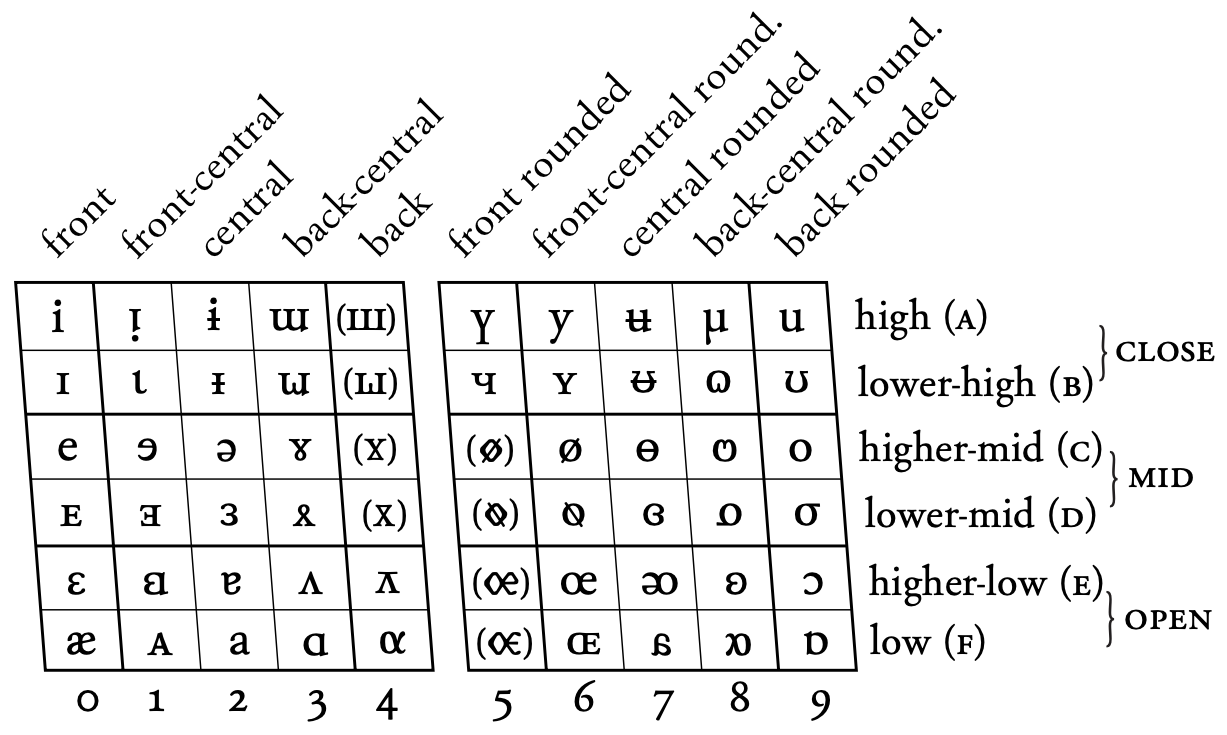 front front-central central back-central back front rounded front-central round. central rounded back-central round. back rounded
i ı̣ ɨ ɯ (ш) γ y ʉ μ u high (ᴀ)
ɪ ɩ ᵻ ɯ (ш) ч ʏ ᵾ ɷ ʊ lower-high (ʙ)
CLOSE
e ɘ ə ɤ (x) (ø) ø ɵ o higher-mid (ᴄ)
ᴇ ⱻ ɜ (x) ɞ ɷ σ lower-mid (ᴅ)
MID
ɛ ɐ ʌ (œ) œ ɔ higher-low (ᴇ)
æ ᴀ a ɑ α (œ) ɶ ɒ low (ꜰ)
OPEN
0 1 2 3 4 5 6 7 8 9